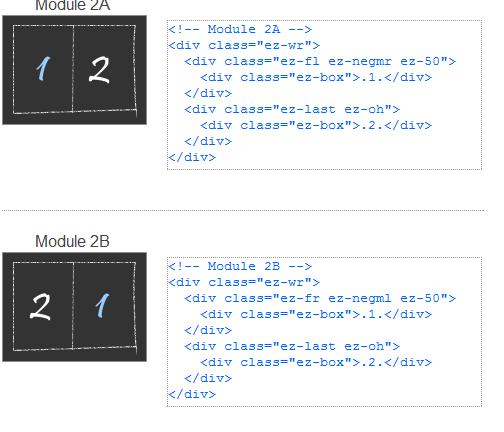 Module 2A
1 2
<!-- Module 2A -->
<div class="ez-wr">
  <div class="ez-fl ez-negmr ez-50">
    <div class="ez-box">.1.</div>
  </div>
  <div class="ez-last ez-oh">
    <div class="ez-box">.2.</div>
  </div>
</div>
Module 2B
2 1
<!-- Module 2B -->
<div class="ez-wr">
  <div class="ez-fr ez-negml ez-50">
    <div class="ez-box">.1.</div>
  </div>
  <div class="ez-last ez-oh">
    <div class="ez-box">.2.</div>
  </div>
</div>